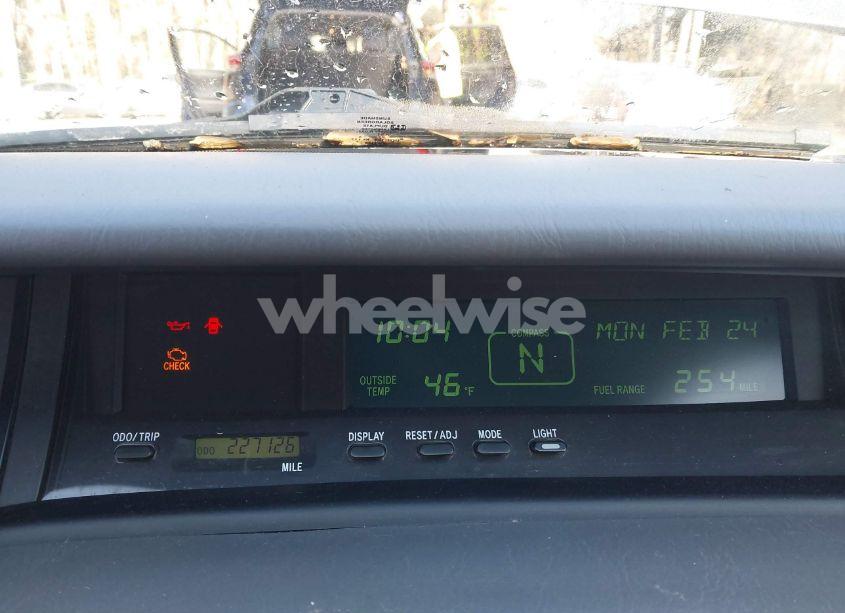 wheelwise
10:04
COMPASS
N
MON FEB 24
OUTSIDE
TEMP
46 °F
FUEL RANGE
254 MILE
CHECK
ODO/TRIP
ODO 227126
MILE
DISPLAY
RESET/ADJ
MODE
LIGHT